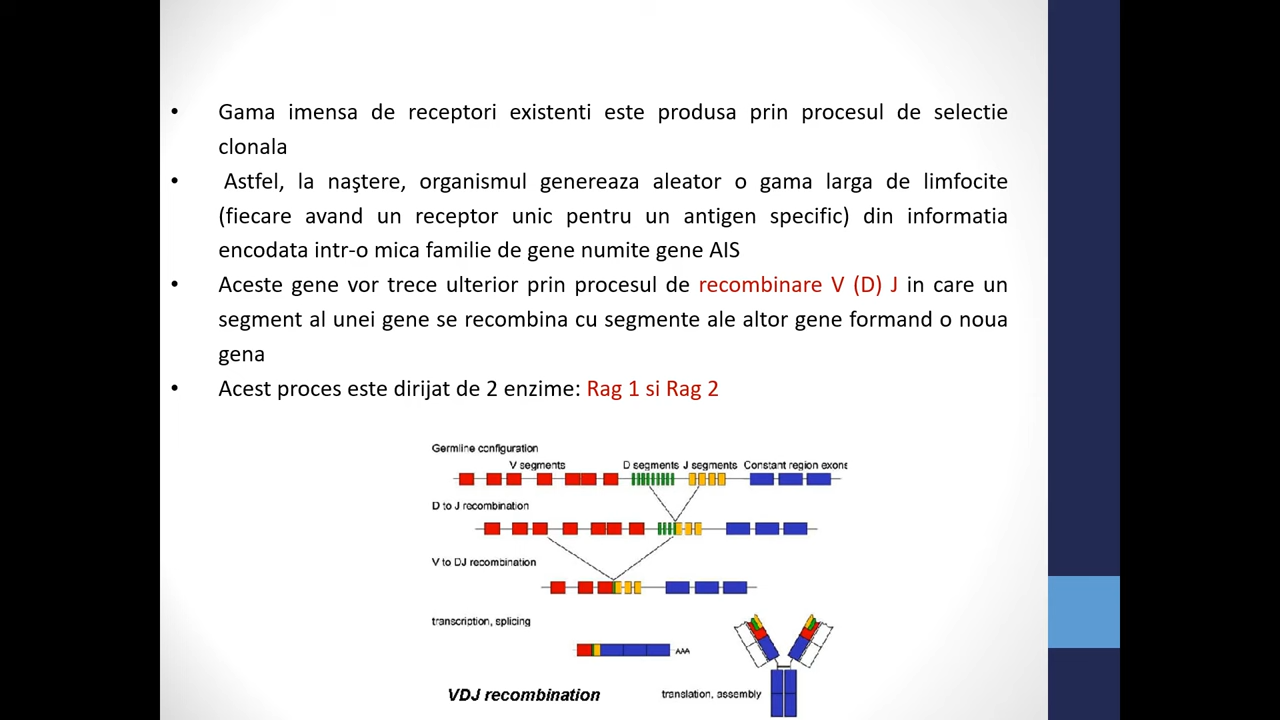 • Gama imensa de receptori existenti este produsa prin procesul de selectie
clonala
• Astfel, la naştere, organismul genereaza aleator o gama larga de limfocite
(fiecare avand un receptor unic pentru un antigen specific) din informatia
encodata intr-o mica familie de gene numite gene AIS
• Aceste gene vor trece ulterior prin procesul de recombinare V (D) J in care un
segment al unei gene se recombina cu segmente ale altor gene formand o noua
gena
• Acest proces este dirijat de 2 enzime: Rag 1 si Rag 2
Germline configuration
V segments D segments J segments Constant region exons
D to J recombination
V to DJ recombination
transcription, splicing
AAA
VDJ recombination translation, assembly